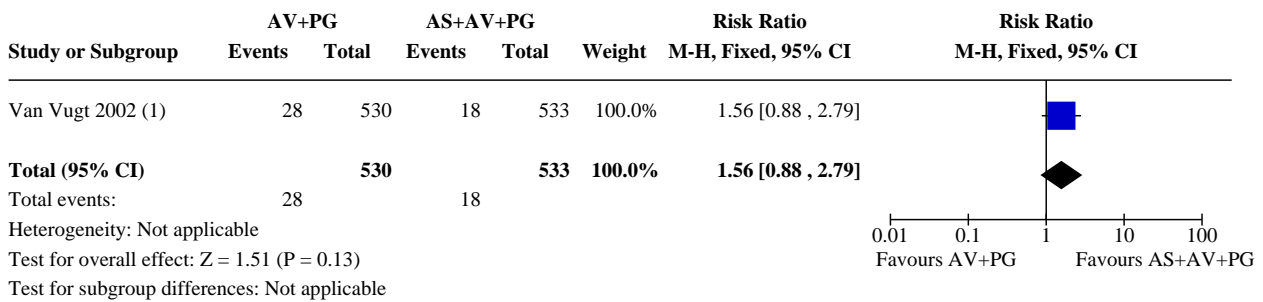 AV+PG AS+AV+PG Risk Ratio Risk Ratio
Study or Subgroup Events Total Events Total Weight M-H, Fixed, 95% CI M-H, Fixed, 95% CI
Van Vugt 2002 (1) 28 530 18 533 100.0% 1.56 [0.88 , 2.79]
Total (95% CI) 530 533 100.0% 1.56 [0.88 , 2.79]
Total events: 28 18
Heterogeneity: Not applicable
0.01 0.1 1 10 100
Test for overall effect: Z = 1.51 (P = 0.13) Favours AV+PG Favours AS+AV+PG
Test for subgroup differences: Not applicable